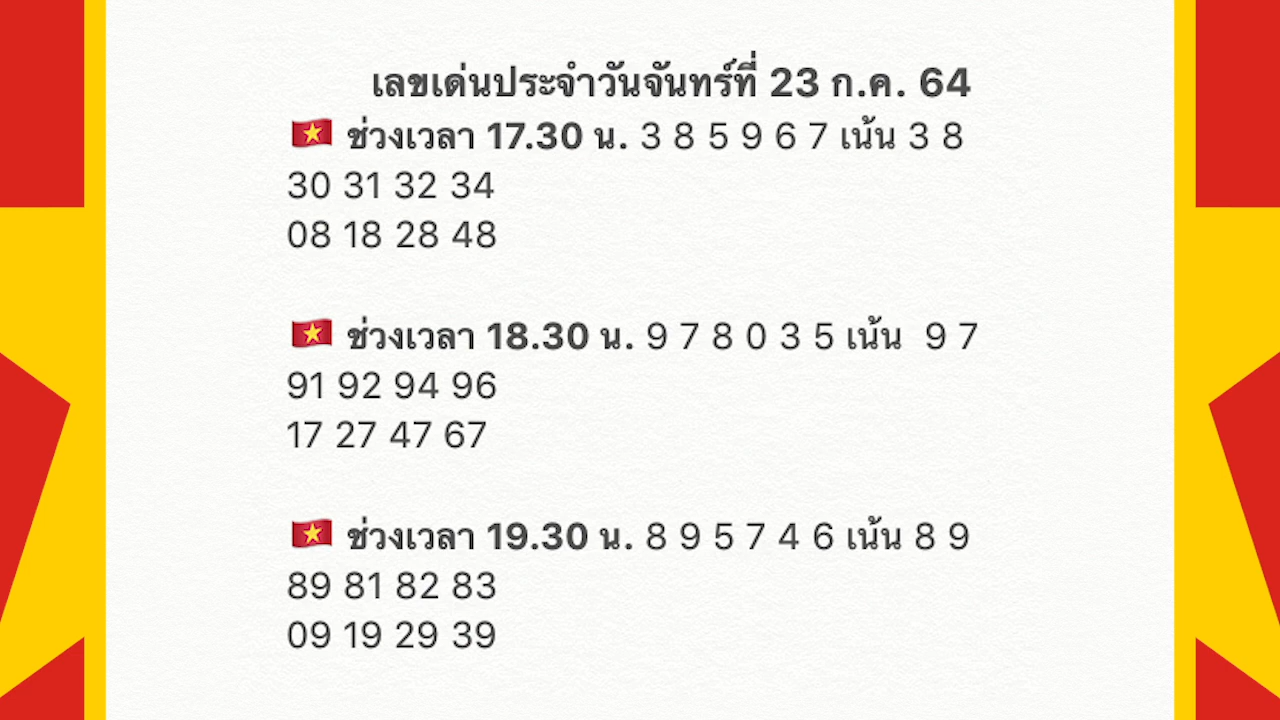 เลขเด่นประจำวันจันทร์ที่ 23 ก.ค. 64
🇻🇳 ช่วงเวลา 17.30 น. 3 8 5 9 6 7 เน้น 3 8
30 31 32 34
08 18 28 48
🇻🇳 ช่วงเวลา 18.30 น. 9 7 8 0 3 5 เน้น 9 7
91 92 94 96
17 27 47 67
🇻🇳 ช่วงเวลา 19.30 น. 8 9 5 7 4 6 เน้น 8 9
89 81 82 83
09 19 29 39